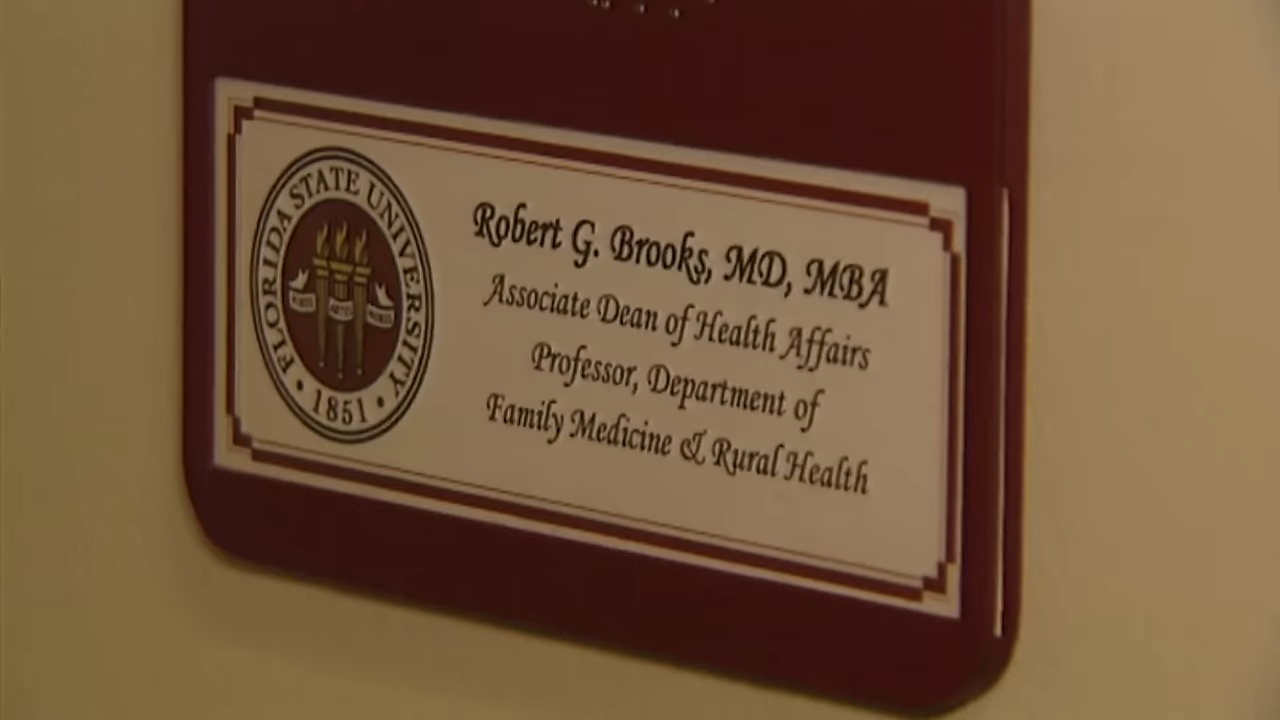 FLORIDA STATE UNIVERSITY
• 1851 •
Robert G. Brooks, MD, MBA
Associate Dean of Health Affairs
Professor, Department of
Family Medicine & Rural Health